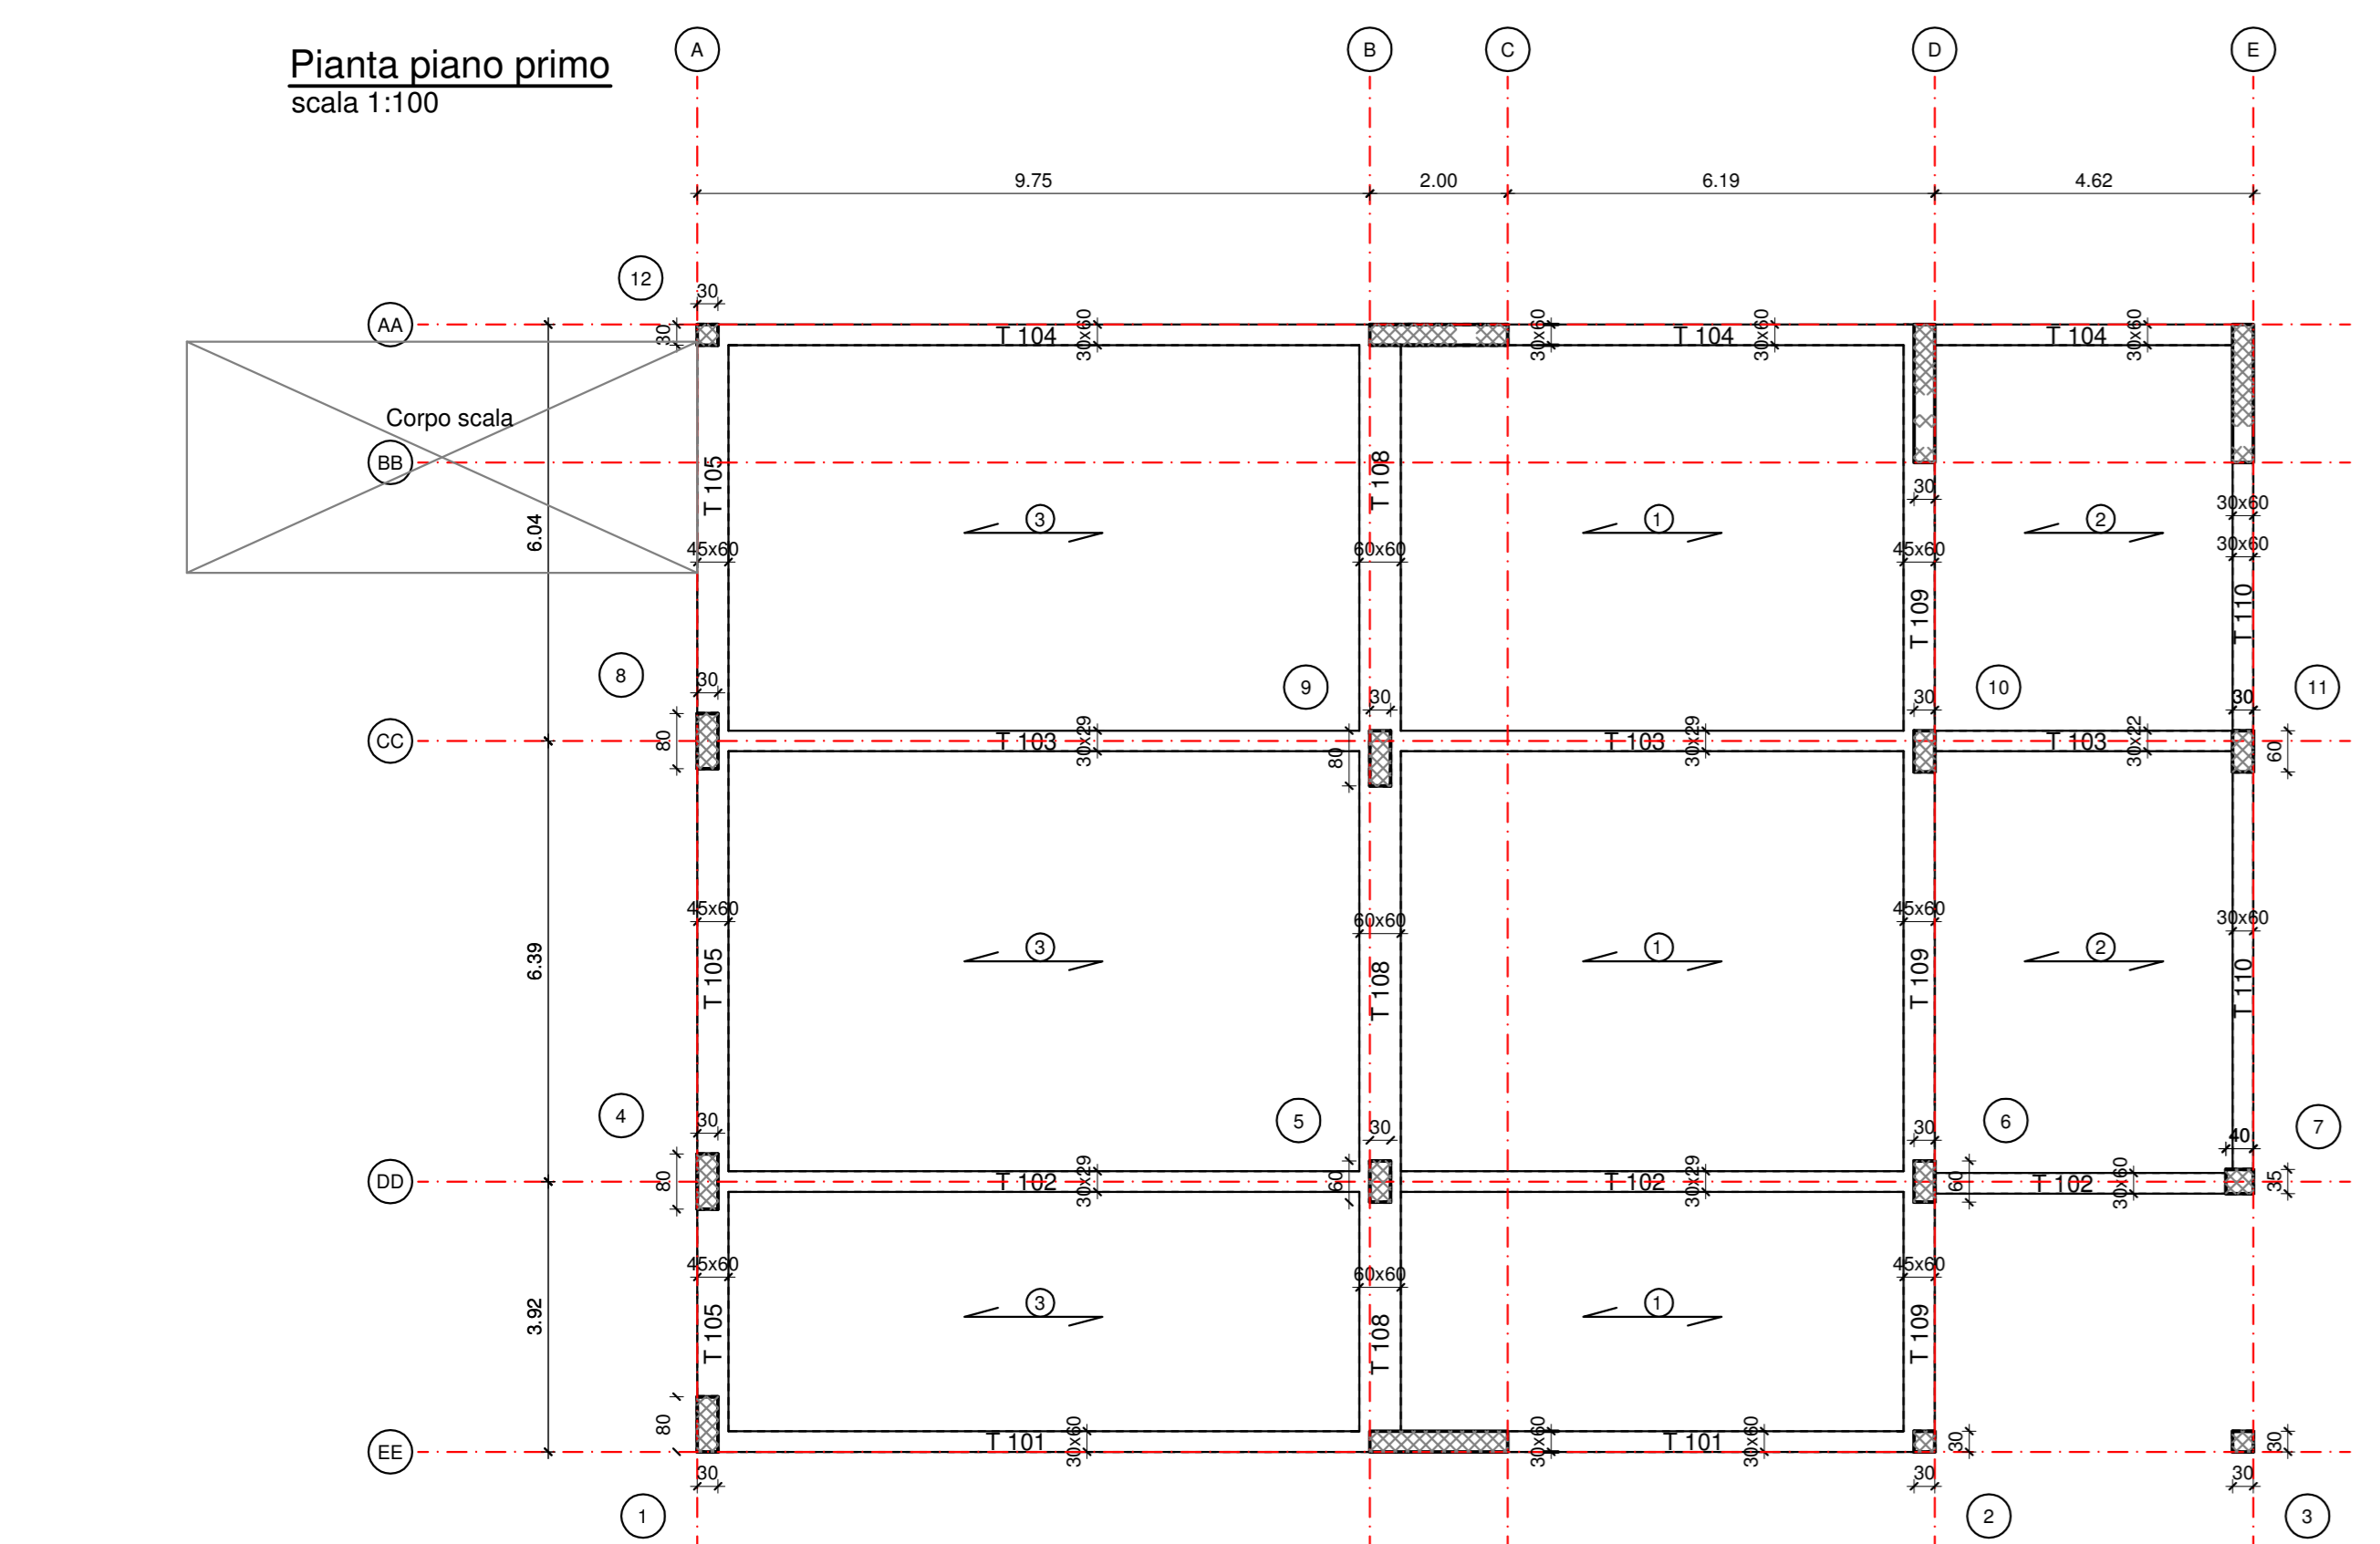 A
B
C
D
E
Pianta piano primo
scala 1:100
9.75
2.00
6.19
4.62
12
30
AA
30
T 104
30x60
30x60
T 104
30x60
T 104
30x60
Corpo scala
BB
6.04
T 105
T 108
30
30x60
3
1
2
45x60
60x60
45x60
30x60
T 109
T 110
8
30
9
30
30
10
30
11
CC
80
T 103
30x29
80
T 103
30x29
T 103
30x22
60
45x60
60x60
45x60
30x60
3
1
2
6.39
T 105
T 108
T 109
T 110
4
30
5
30
30
6
40
7
DD
80
T 102
30x29
60
T 102
30x29
60
T 102
30x60
35
45x60
60x60
45x60
3
1
3.92
T 105
T 108
T 109
80
EE
T 101
30x60
30x60
T 101
30x60
30
30
30
30
30
1
2
3